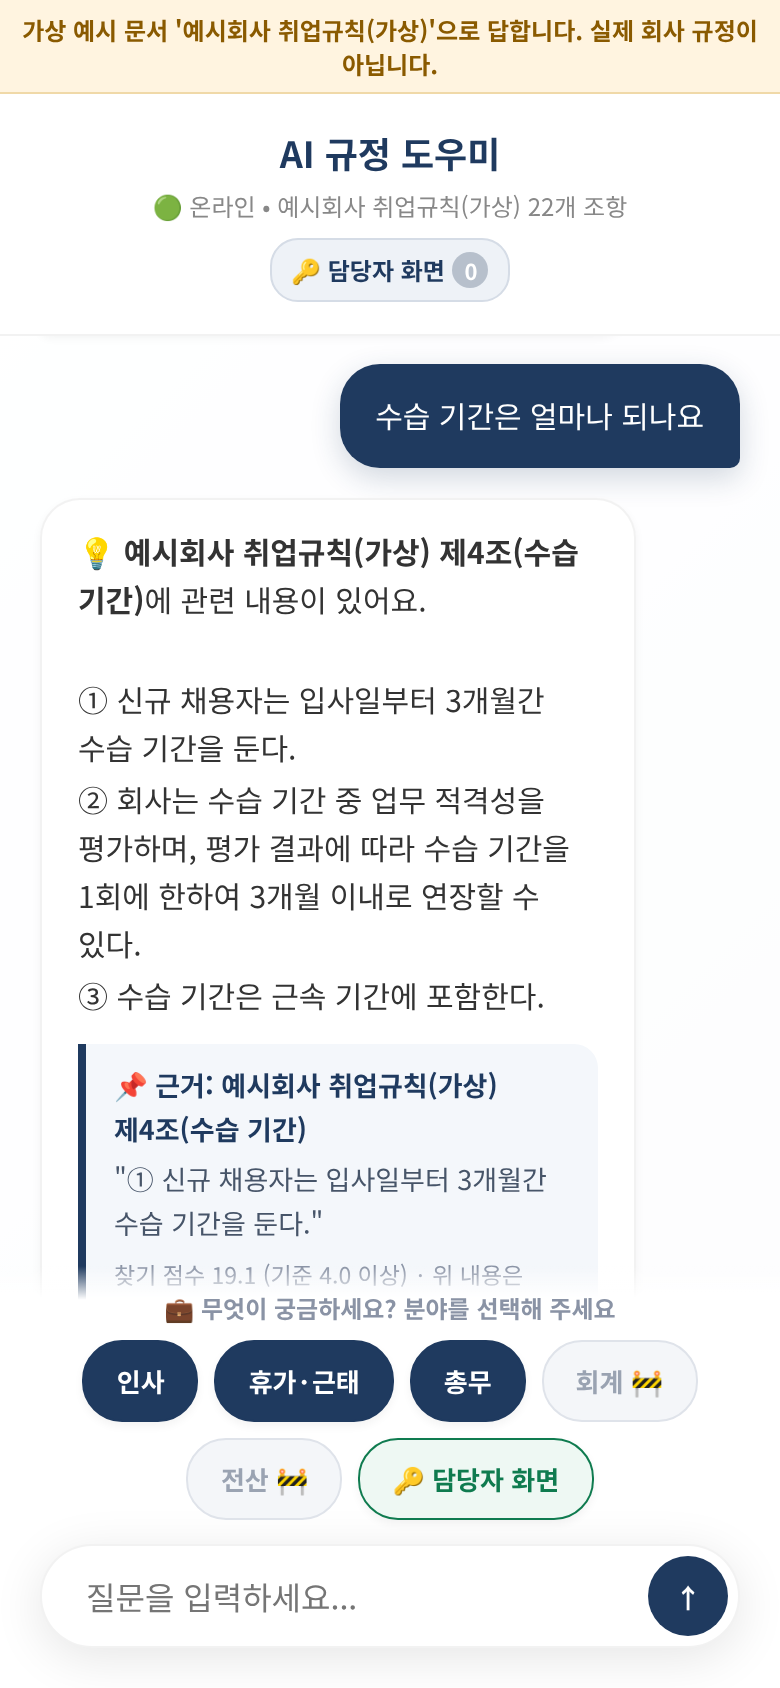 가상 예시 문서 '예시회사 취업규칙(가상)'으로 답합니다. 실제 회사 규정이
아닙니다.
AI 규정 도우미
온라인 • 예시회사 취업규칙(가상) 22개 조항
담당자 화면 0
수습 기간은 얼마나 되나요
예시회사 취업규칙(가상) 제4조(수습
기간)에 관련 내용이 있어요.
① 신규 채용자는 입사일부터 3개월간
수습 기간을 둔다.
② 회사는 수습 기간 중 업무 적격성을
평가하며, 평가 결과에 따라 수습 기간을
1회에 한하여 3개월 이내로 연장할 수
있다.
③ 수습 기간은 근속 기간에 포함한다.
근거: 예시회사 취업규칙(가상)
제4조(수습 기간)
"① 신규 채용자는 입사일부터 3개월간
수습 기간을 둔다."
찾기 점수 19.1 (기준 4.0 이상) · 위 내용은
무엇이 궁금하세요? 분야를 선택해 주세요
인사 휴가·근태 총무 회계
전산 담당자 화면
질문을 입력하세요...